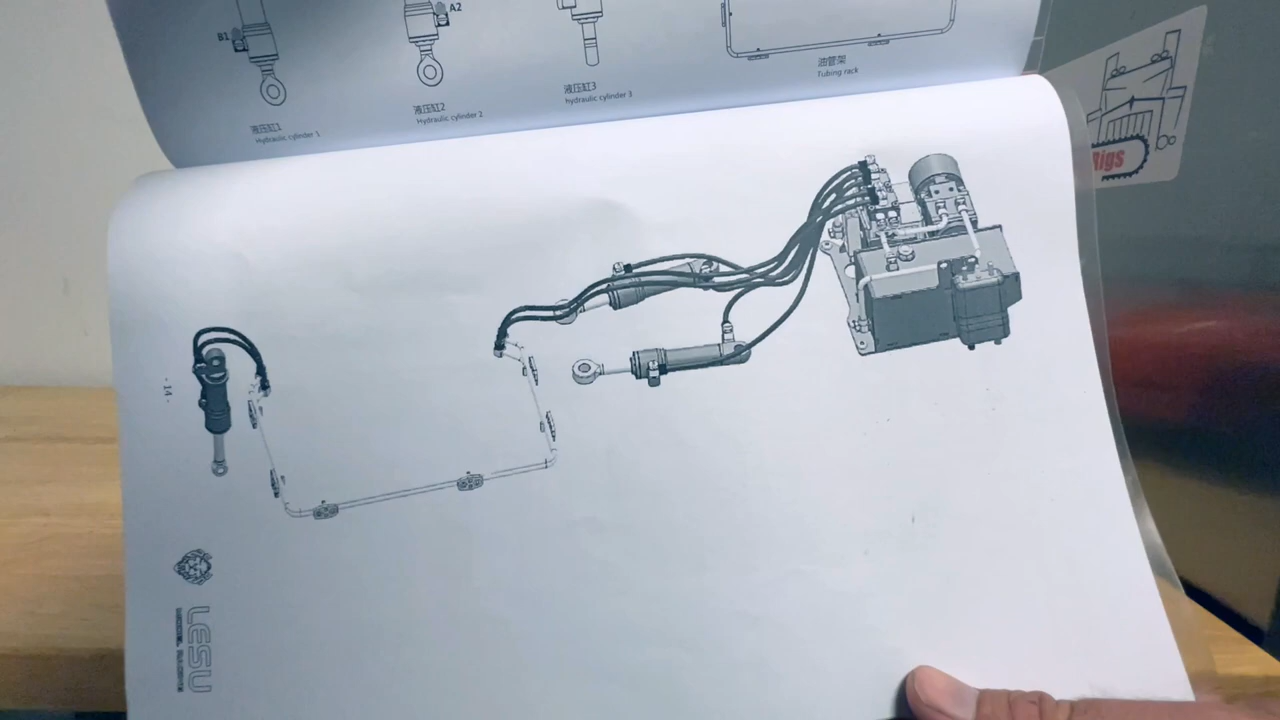 B1
A2
液压缸1
Hydraulic cylinder 1
液压缸2
Hydraulic cylinder 2
液压缸3
hydraulic cylinder 3
油管架
Tubing rack
Rigs
- 14 -
LESU